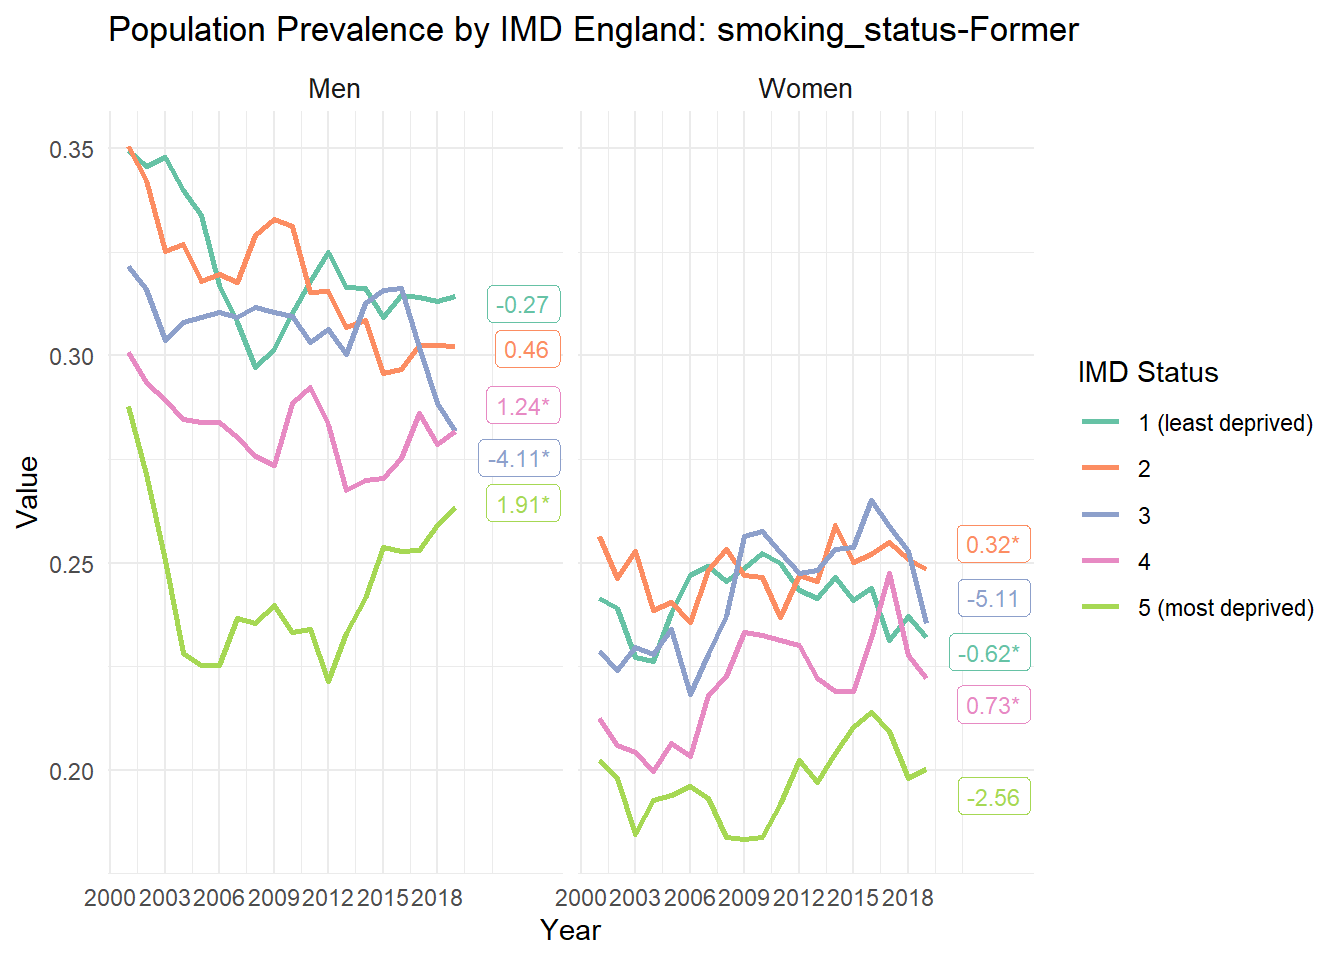 Population Prevalence by IMD England: smoking_status-Former
Men
Women
0.35
0.30
0.25
0.20
Value
-0.27
0.46
1.24*
-4.11*
1.91*
0.32*
-5.11
-0.62*
0.73*
-2.56
IMD Status
1 (least deprived)
2
3
4
5 (most deprived)
2000 2003 2006 2009 2012 2015 2018
2000 2003 2006 2009 2012 2015 2018
Year